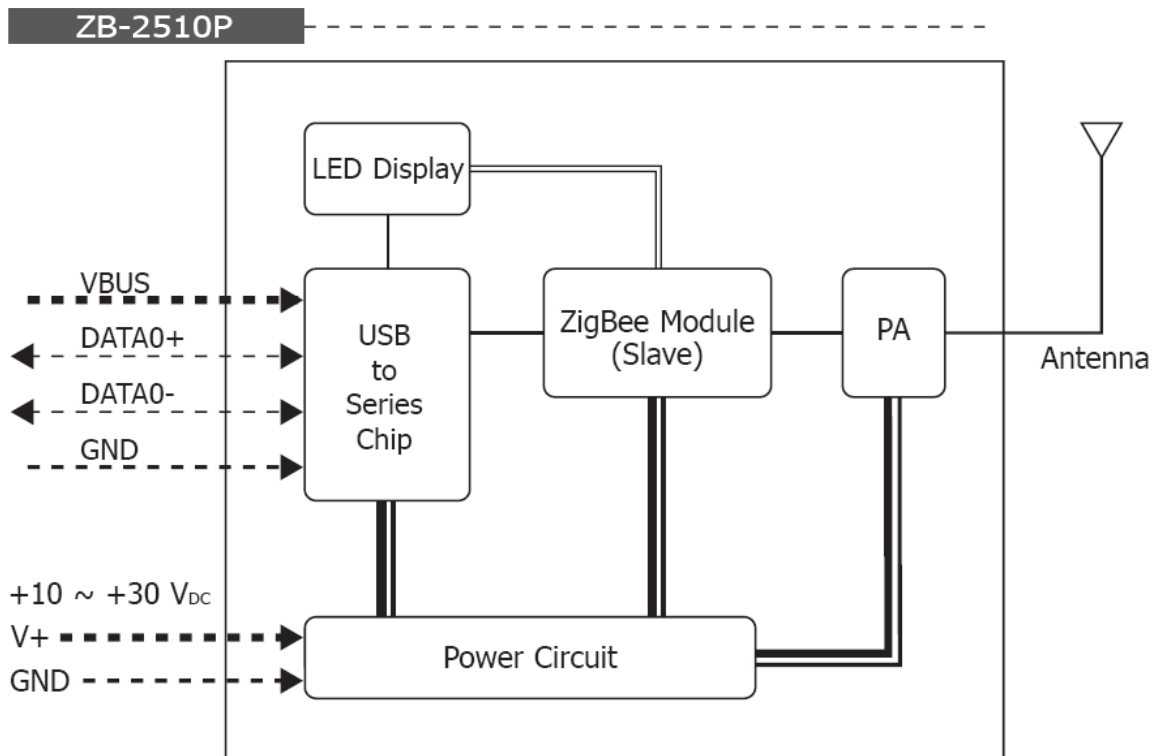 ZB-2510P
LED Display
VBUS
DATA0+
DATA0-
GND
USB
to
Series
Chip
ZigBee Module
(Slave)
PA
Antenna
+10 ~ +30 VDC
V+
GND
Power Circuit